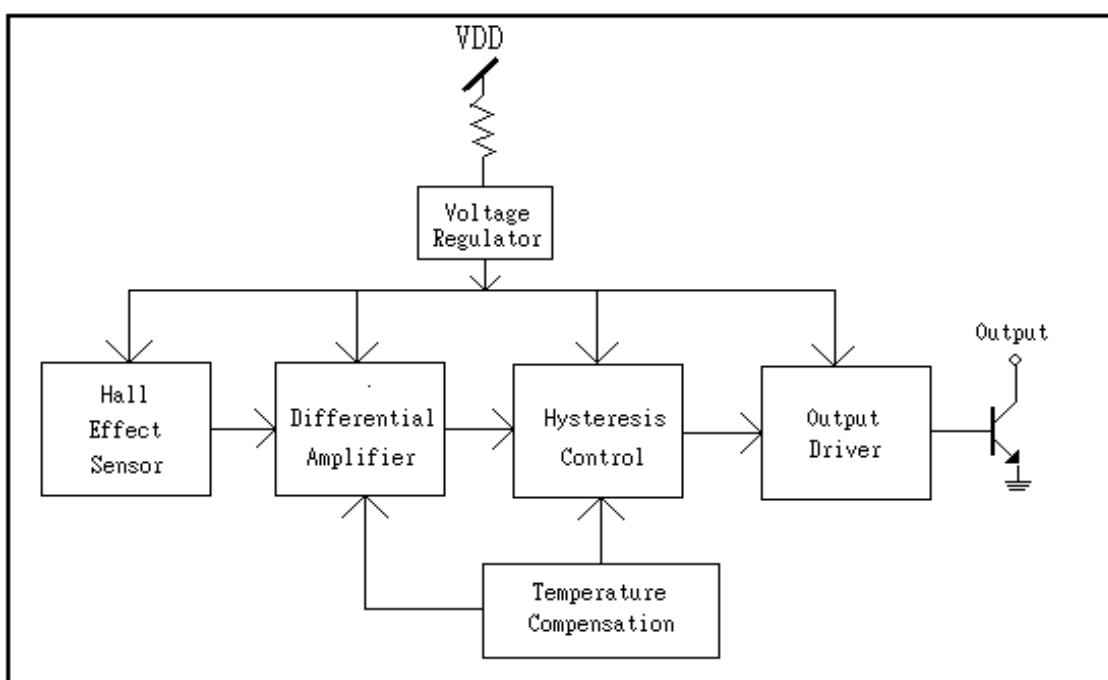 VDD
Voltage
Regulator
Output
Hall
Effect
Sensor
Differential
Amplifier
Hysteresis
Control
Output
Driver
Temperature
Compensation